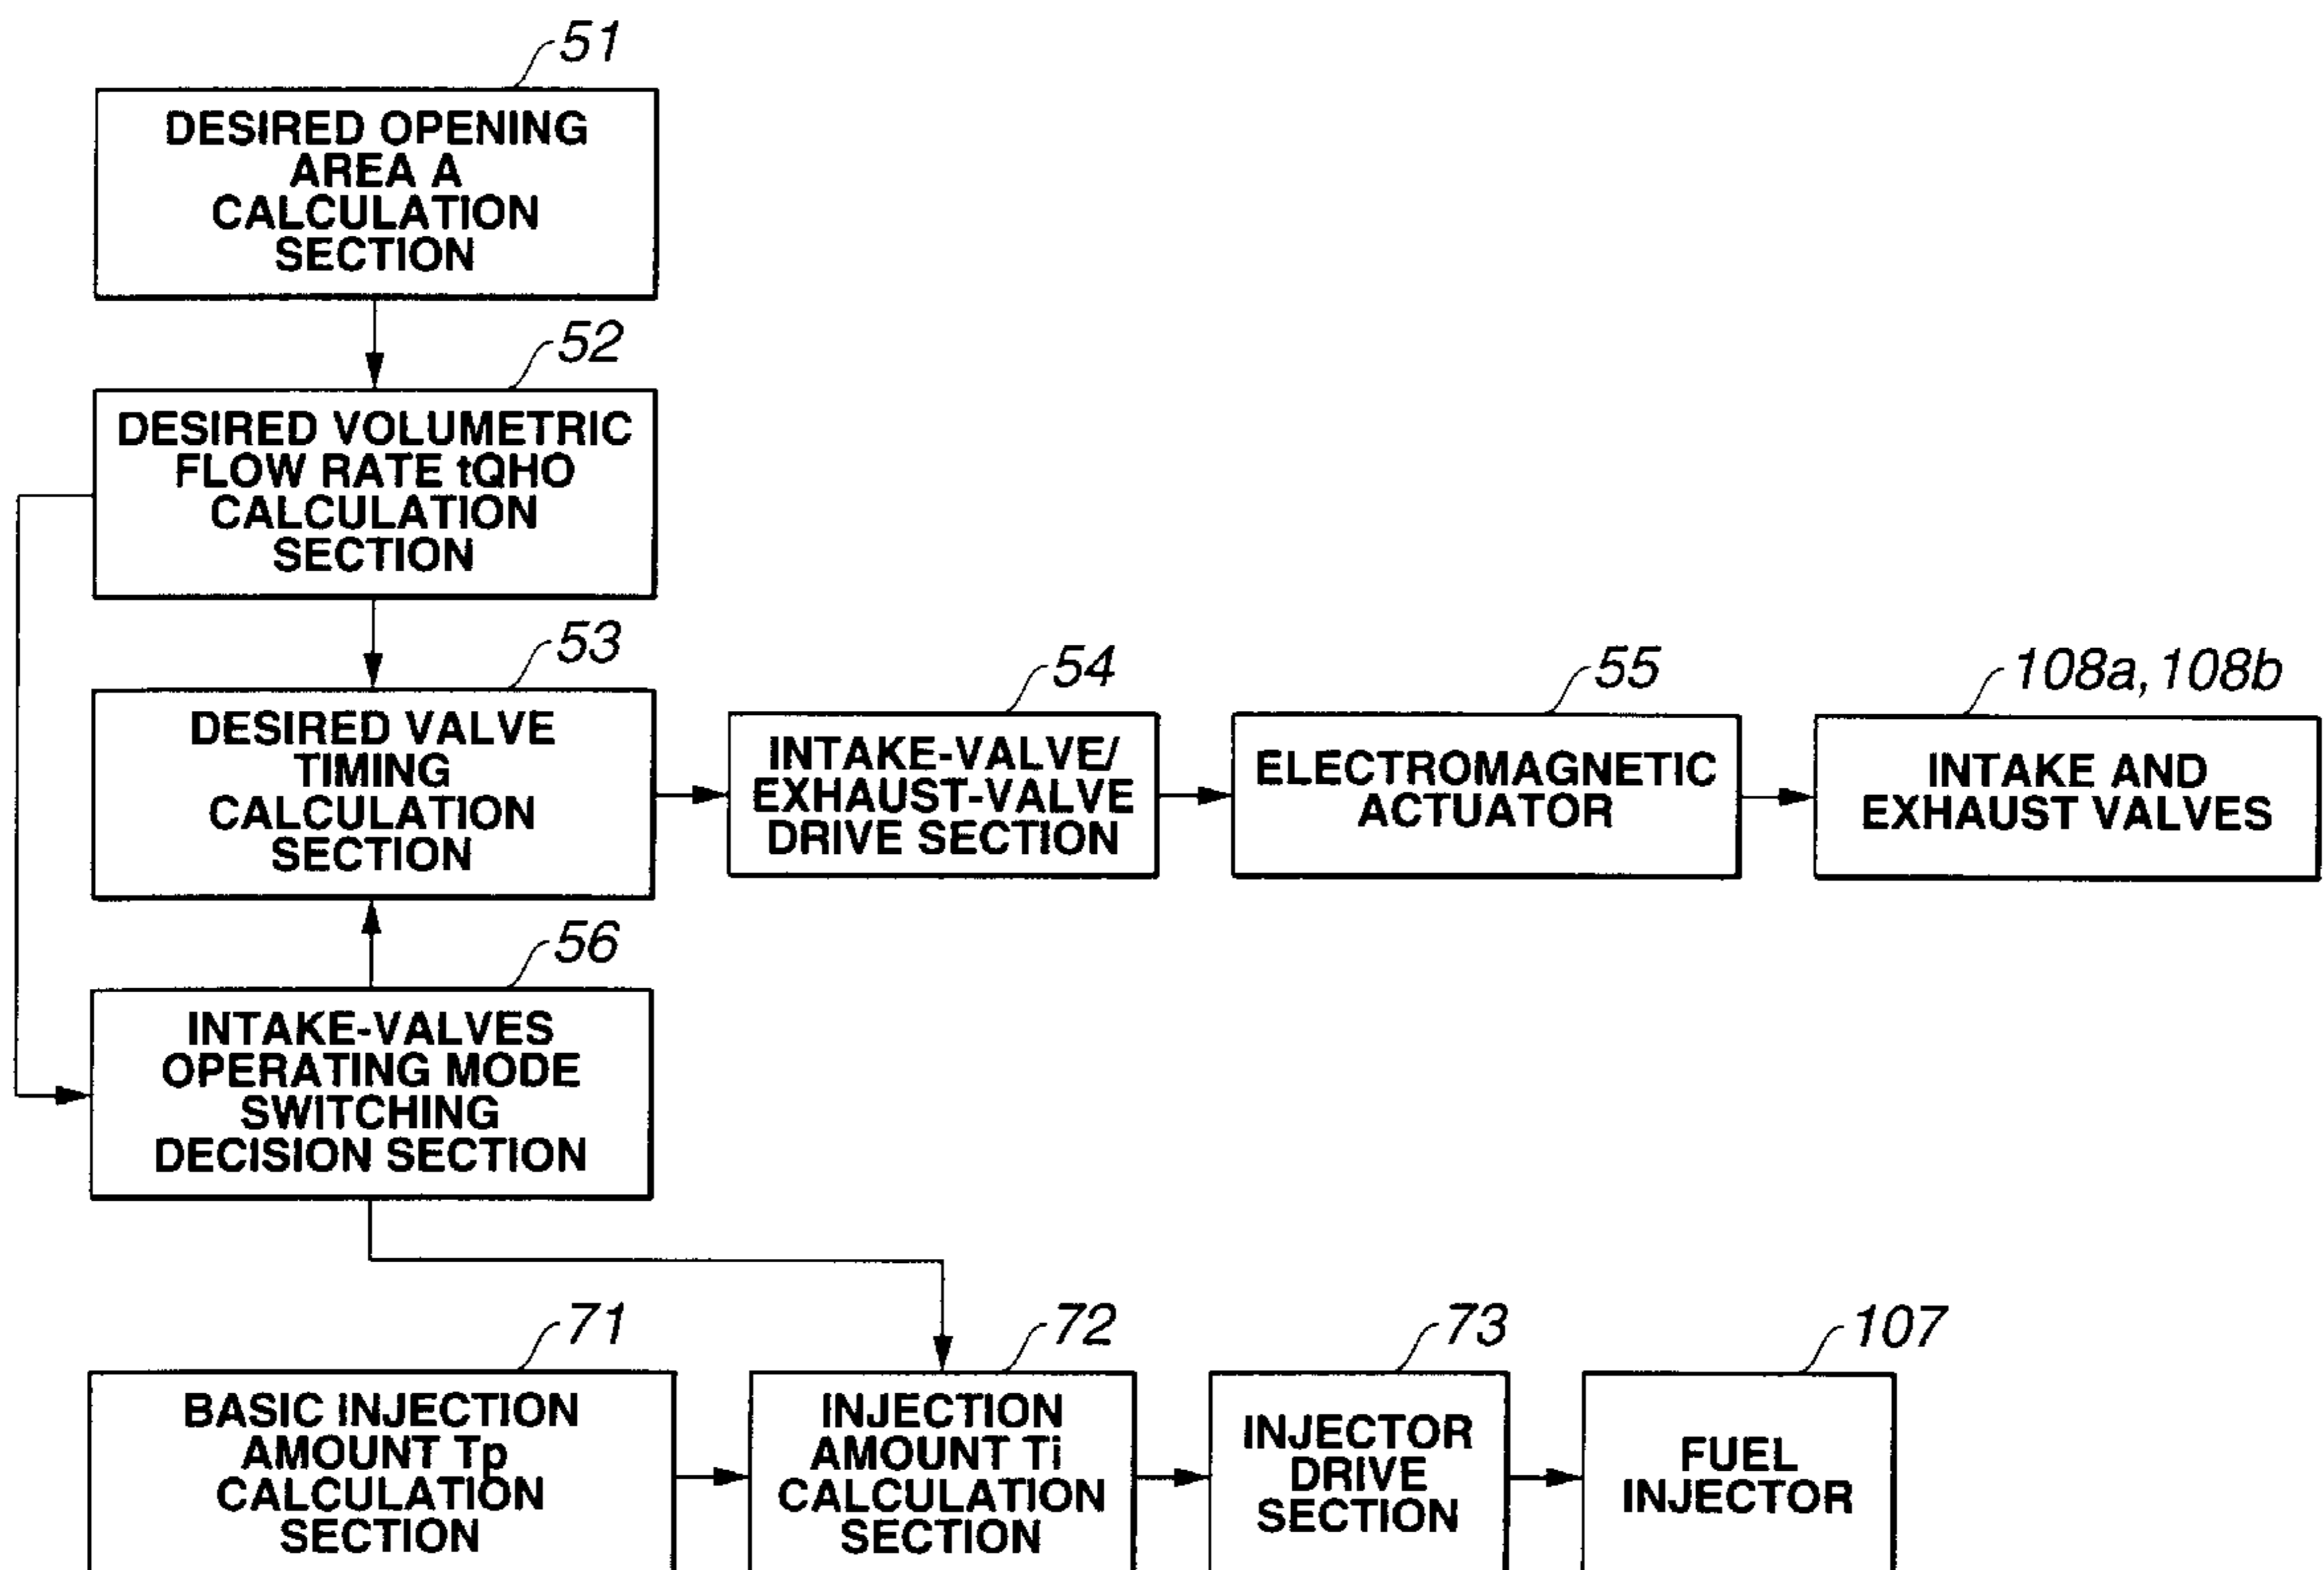 51
DESIRED OPENING
AREA A
CALCULATION
SECTION
52
DESIRED VOLUMETRIC
FLOW RATE tQHO
CALCULATION
SECTION
53
DESIRED VALVE
TIMING
CALCULATION
SECTION
54
INTAKE-VALVE/
EXHAUST-VALVE
DRIVE SECTION
55
ELECTROMAGNETIC
ACTUATOR
108a, 108b
INTAKE AND
EXHAUST VALVES
56
INTAKE-VALVES
OPERATING MODE
SWITCHING
DECISION SECTION
71
BASIC INJECTION
AMOUNT Tp
CALCULATION
SECTION
72
INJECTION
AMOUNT Ti
CALCULATION
SECTION
73
INJECTOR
DRIVE
SECTION
107
FUEL
INJECTOR